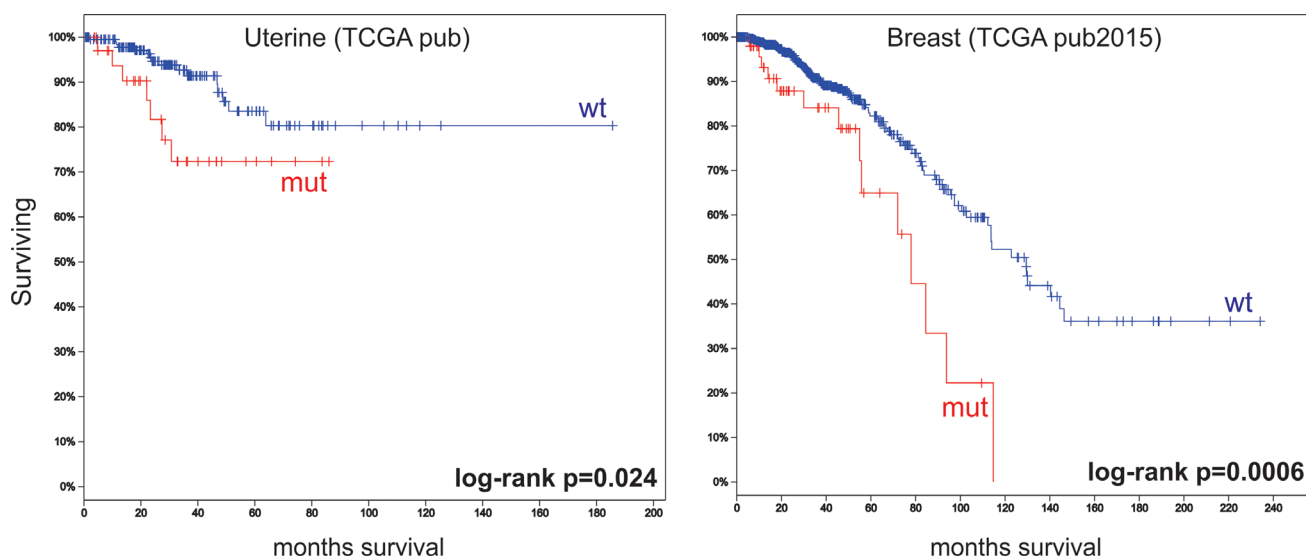 Uterine (TCGA pub)
100%
90%
80%
70%
60%
50%
40%
30%
20%
10%
0%
Surviving
wt
mut
log-rank p=0.024
0 20 40 60 80 100 120 140 160 180 200
months survival
Breast (TCGA pub2015)
100%
90%
80%
70%
60%
50%
40%
30%
20%
10%
0%
wt
mut
log-rank p=0.0006
0 20 40 60 80 100 120 140 160 180 200 220 240
months survival